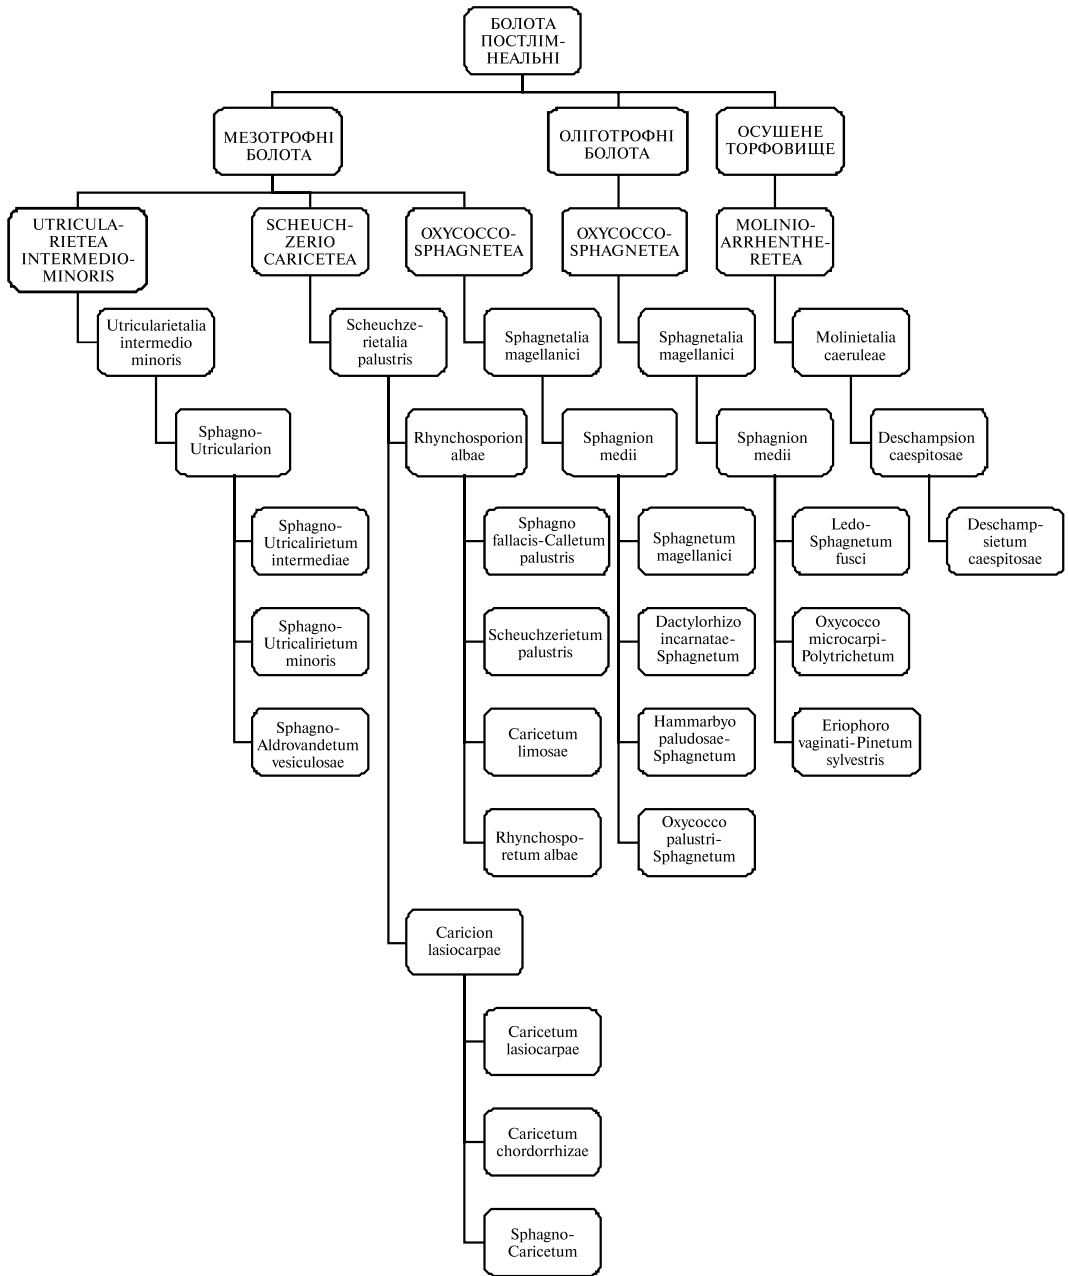 БОЛОТА
ПОСТЛІМ-
НЕАЛЬНІ
МЕЗОТРОФНІ
БОЛОТА
ОЛІГОТРОФНІ
БОЛОТА
ОСУШЕНЕ
ТОРФОВИЩЕ
UTRICULA-
RIETEA
INTERMEDIO-
MINORIS
SCHEUCH-
ZERIO
CARICETEA
OXYCOCCO-
SPHAGNETEA
OXYCOCCO-
SPHAGNETEA
MOLINIO-
ARRHENTHE-
RETEA
Utricularietalia
intermedio
minoris
Scheuchze-
rietalia
palustris
Sphagnetalia
magellanici
Sphagnetalia
magellanici
Molinietalia
caeruleae
Sphagno-
Utricularion
Rhynchosporion
albae
Sphagnion
medii
Sphagnion
medii
Deschampsion
caespitosae
Sphagno-
Utricalirietum
intermediae
Sphagno
fallacis-Calletum
palustris
Sphagnetum
magellanici
Ledo-
Sphagnetum
fusci
Deschamp-
sietum
caespitosae
Sphagno-
Utricalirietum
minoris
Scheuchzerietum
palustris
Dactylorhizo
incarnatae-
Sphagnetum
Oxycocco
microcarpi-
Polytrichetum
Sphagno-
Aldrovandetum
vesiculosae
Caricetum
limosae
Hammarbyo
paludosae-
Sphagnetum
Eriophoro
vaginati-Pinetum
sylvestris
Rhynchospo-
retum albae
Oxycocco
palustri-
Sphagnetum
Caricion
lasiocarpae
Caricetum
lasiocarpae
Caricetum
chordorrhizae
Sphagno-
Caricetum